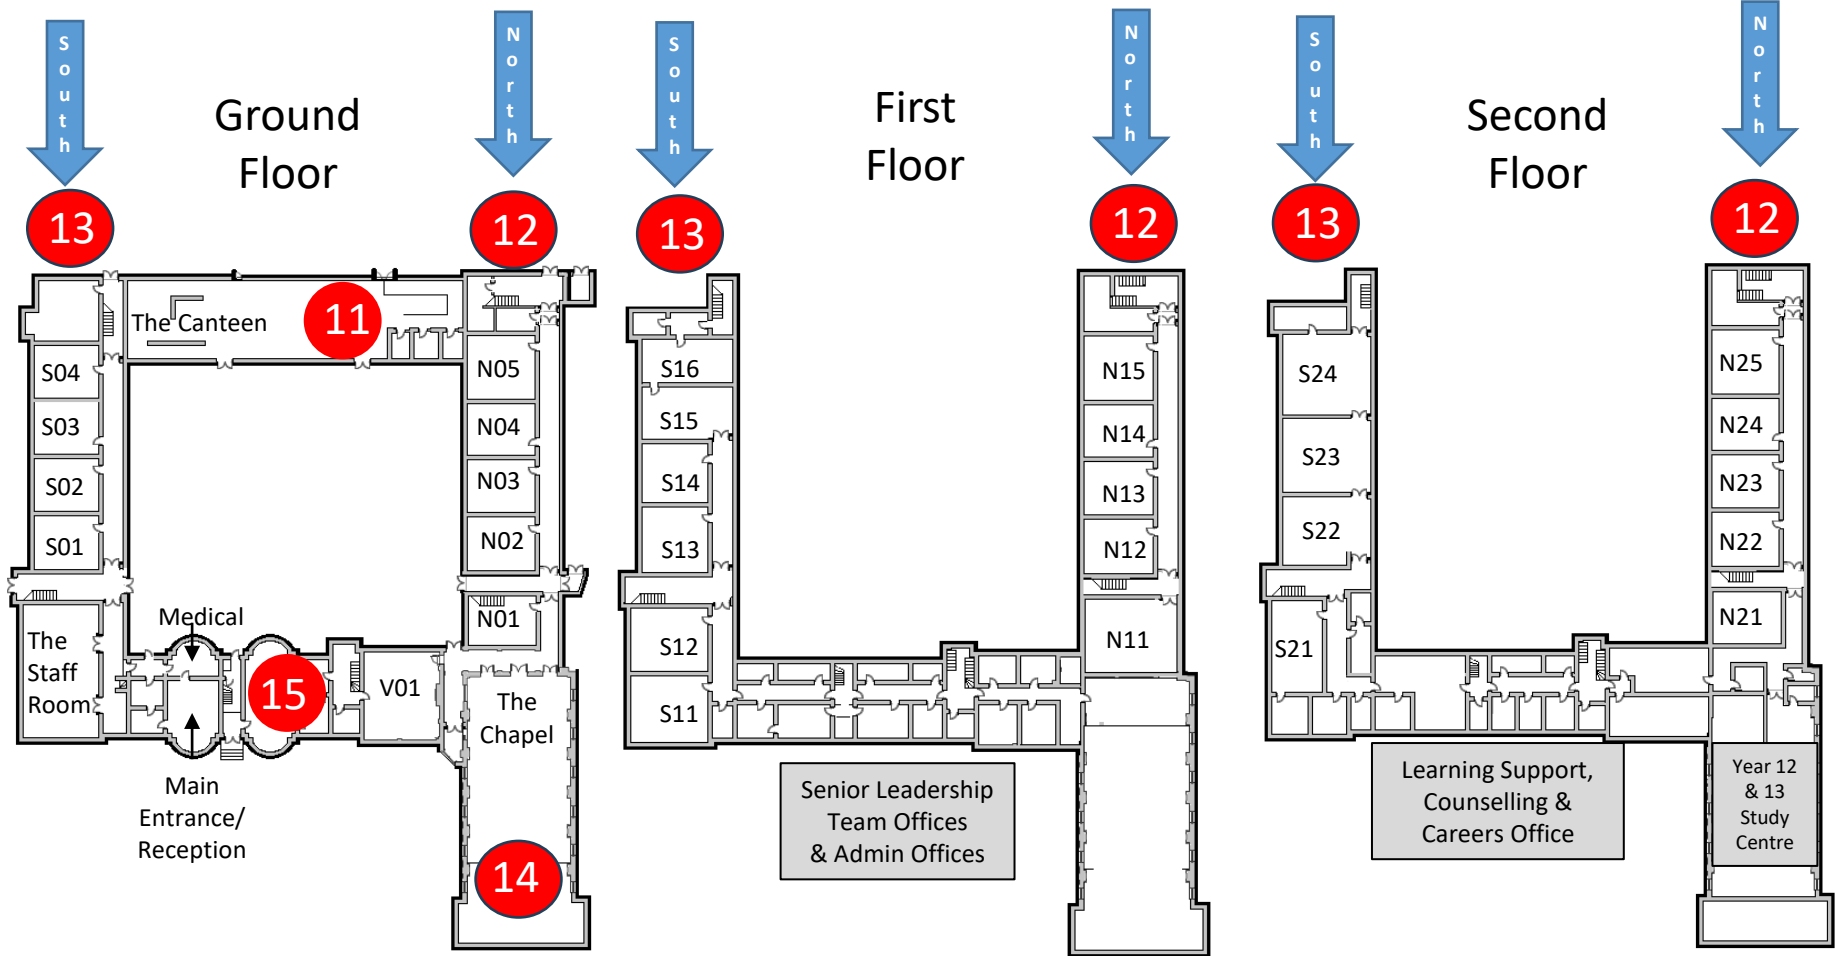 South
North
South
North
South
North
Ground
Floor
First
Floor
Second
Floor
13
12
13
12
13
12
The Canteen
11
S04
S03
S02
S01
N05
N04
N03
N02
N01
Medical
The
Staff
Room
15
V01
The
Chapel
Main
Entrance/
Reception
14
S16
S15
S14
S13
S12
S11
N15
N14
N13
N12
N11
Senior Leadership
Team Offices
& Admin Offices
S24
S23
S22
S21
N25
N24
N23
N22
N21
Learning Support,
Counselling &
Careers Office
Year 12
& 13
Study
Centre